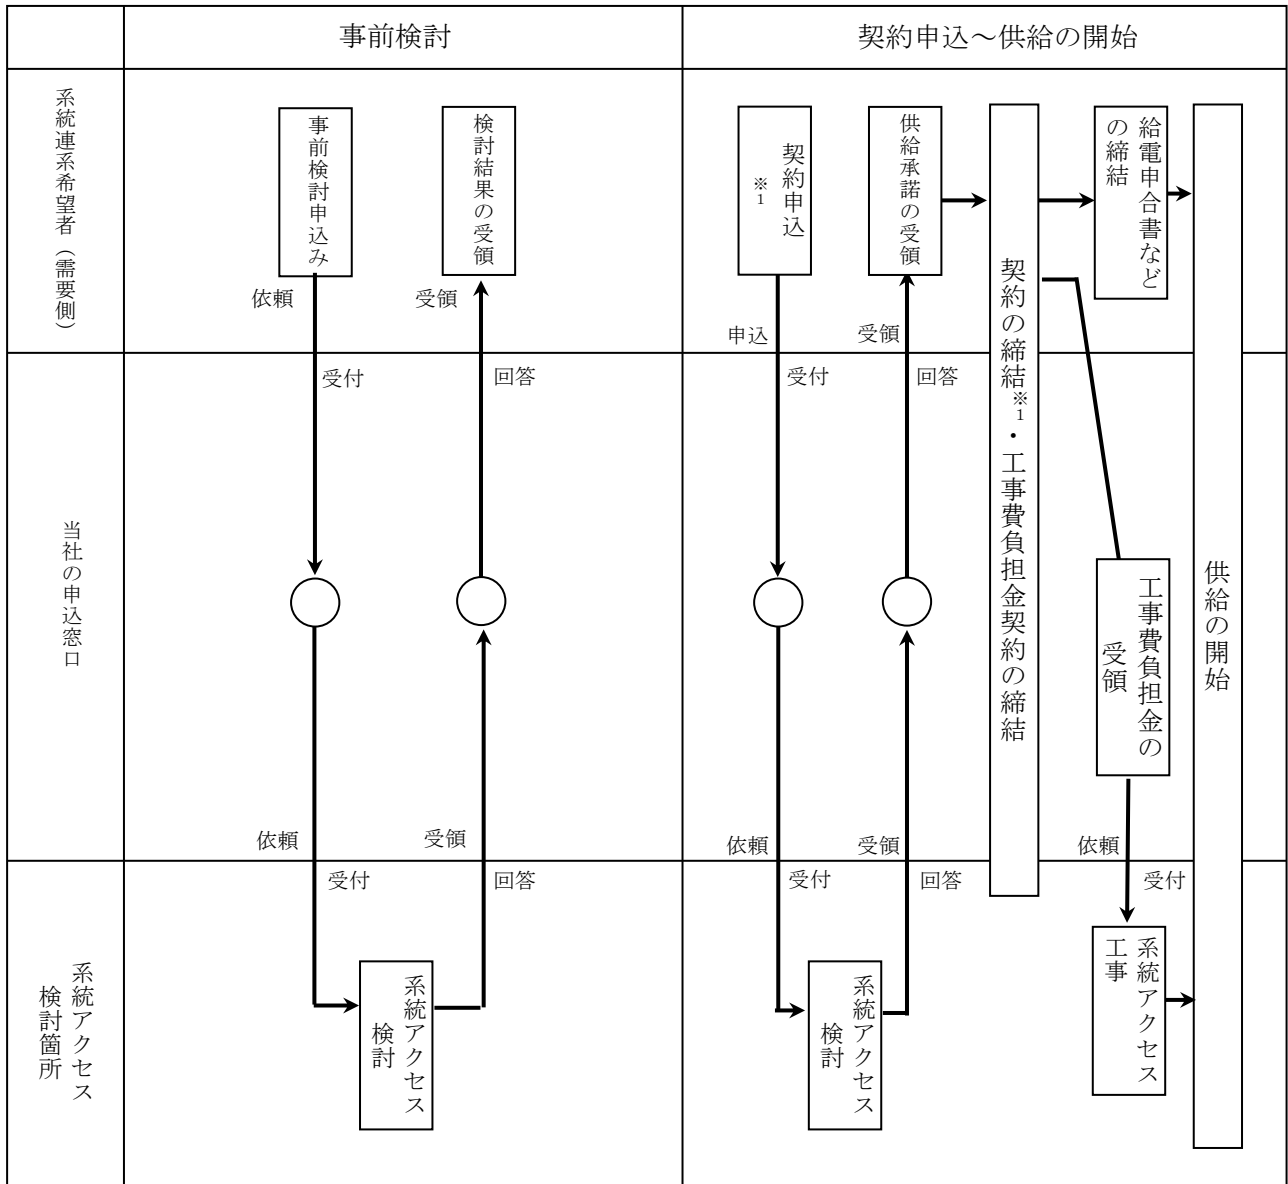 事前検討
契約申込～供給の開始
系統連系希望者（需要側）
事前検討申込み
検討結果の受領
契約申込
※1
供給承諾の受領
契約の締結※1・工事費負担金契約の締結
給電申合書など
の締結
供給の開始
依頼
受領
申込
受領
当社の申込窓口
受付
回答
受付
回答
工事費負担金の
受領
依頼
受領
依頼
受領
依頼
系統アクセス
検討箇所
受付
回答
受付
回答
受付
系統アクセス
検討
系統アクセス
検討
系統アクセス
工事